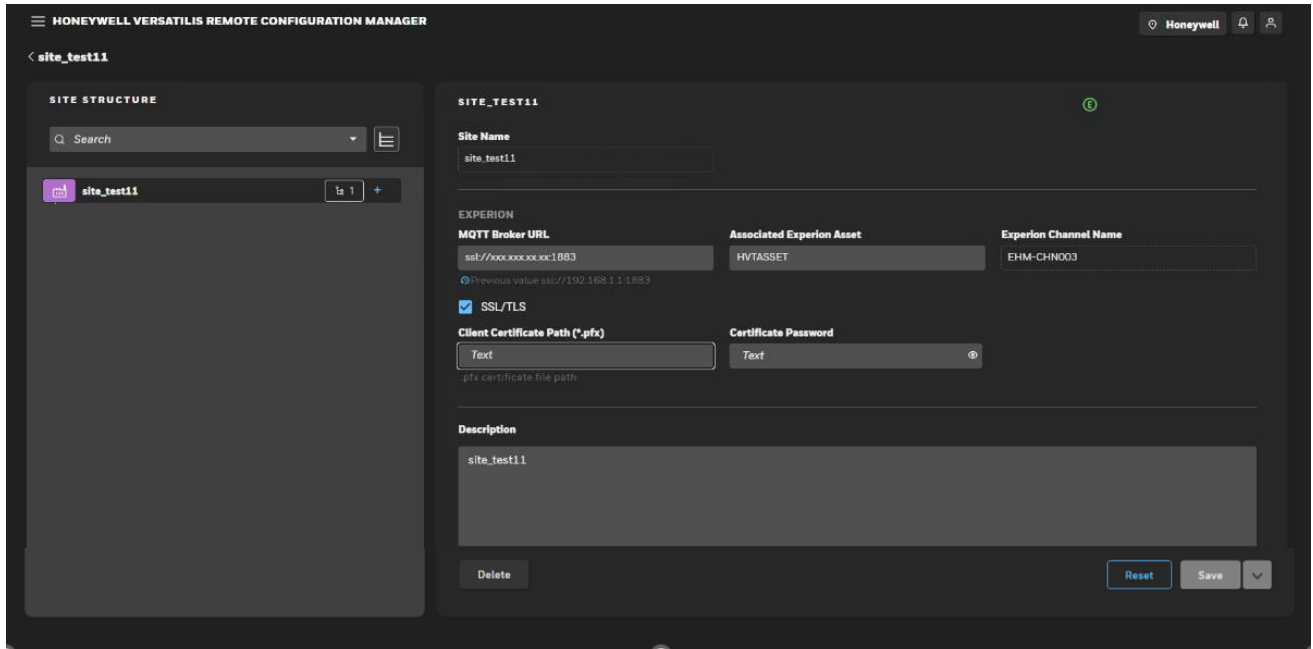 HONEYWELL VERSATILIS REMOTE CONFIGURATION MANAGER
Honeywell
< site_test11
SITE STRUCTURE
Search
site_test11
1 +
SITE_TEST11
E
Site Name
site_test11
EXPERION
MQTT Broker URL
Associated Experion Asset
Experion Channel Name
ssl://xxx.xxx.xx.xx:1883
HVTASSET
EHM-CHN003
Previous value ssl://192.168.1.1:1883
SSL/TLS
Client Certificate Path (*.pfx)
Certificate Password
Text
Text
.pfx certificate file path
Description
site_test11
Delete
Reset
Save